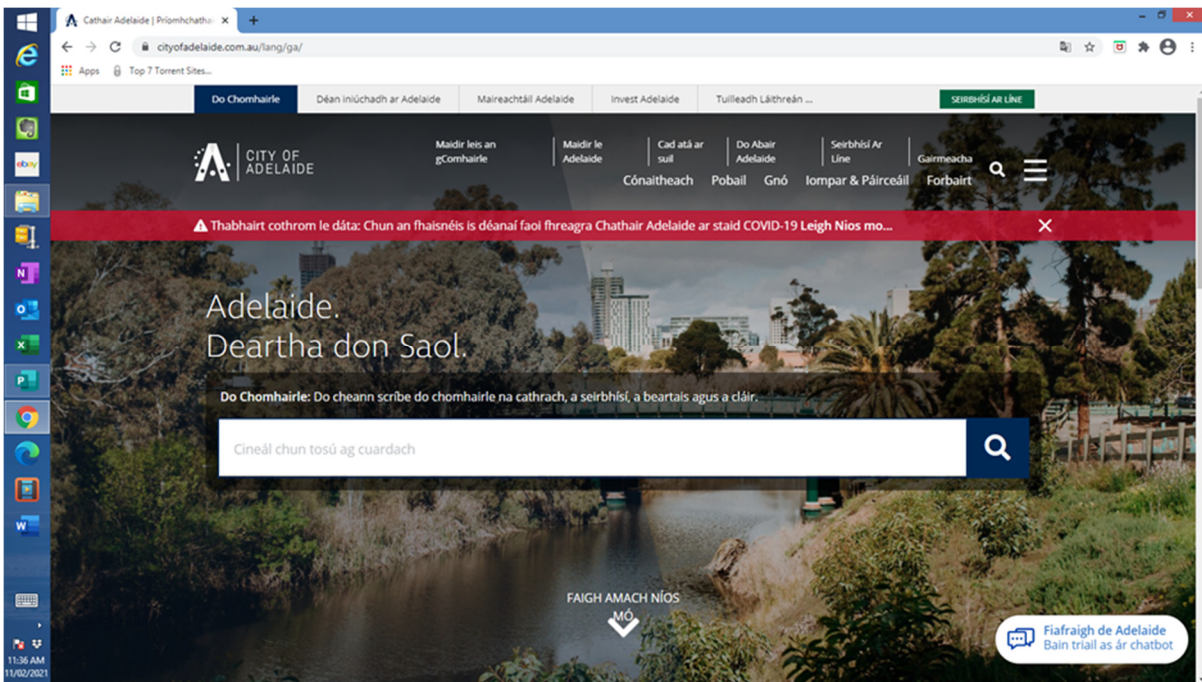 Cathair Adelaide | Príomhchathai
cityofadelaide.com.au/lang/ga/
Apps
Top 7 Torrent Sites...
Do Chomhairle
Déan iniúchadh ar Adelaide
Maireachtáil Adelaide
Invest Adelaide
Tuilleadh Láithreán ...
SEIRBHÍSÍ AR LÍNE
CITY OF
ADELAIDE
Maidir leis an
gComhairle
Maidir le
Adelaide
Cad atá ar
suil
Do Abair
Adelaide
Seirbhísí Ar
Líne
Gairmeacha
Cónaitheach
Pobail
Gnó
Iompar & Páirceáil
Forbairt
Thabhairt cothrom le dáta: Chun an fhaisnéis is déanaí faoi fhreagra Chathair Adelaide ar staid COVID-19 Leigh Nios mo...
Adelaide.
Deartha don Saol.
Do Chomhairle: Do cheann scríbe do chomhairle na cathrach, a seirbhísí, a beartais agus a cláir.
Cineál chun tosú ag cuardach
FAIGH AMACH NÍOS
MÓ
Fiafraigh de Adelaide
Bain triail as ár chatbot
ebay
11:36 AM
11/02/2021